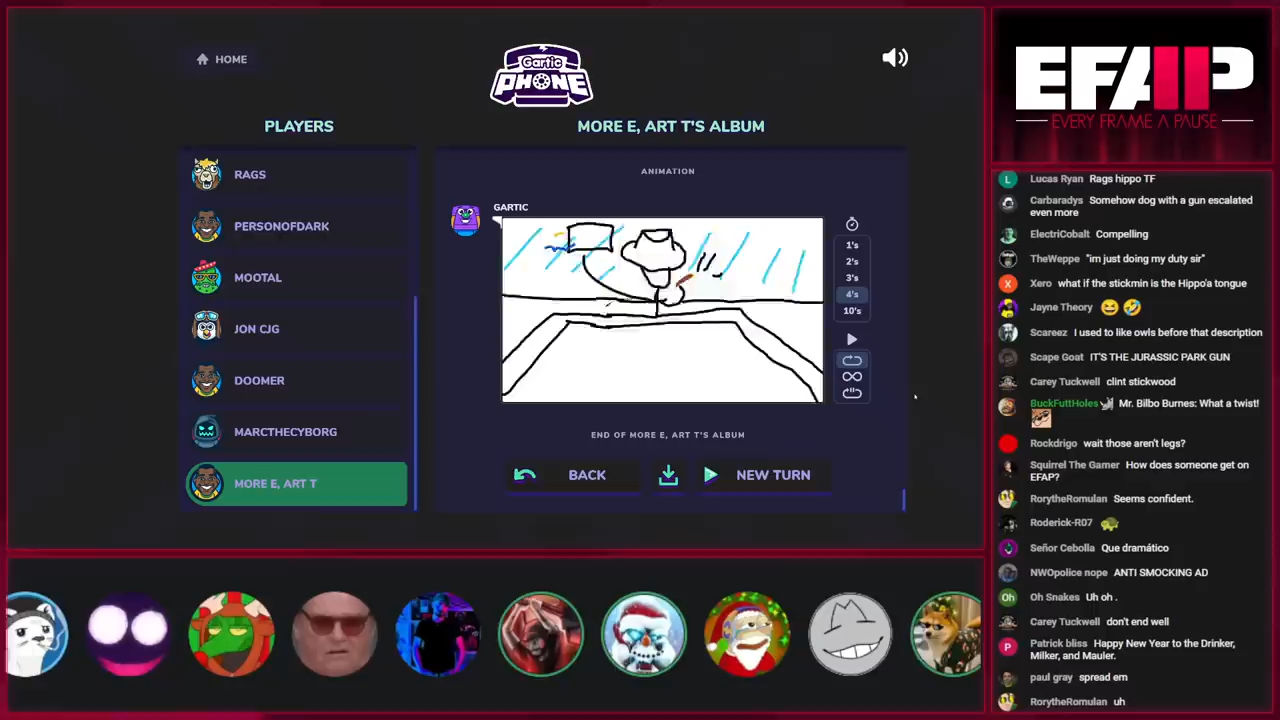 HOME
Gartic
PHONE
PLAYERS
RAGS
PERSONOFDARK
MOOTAL
JON CJG
DOOMER
MARCTHECYBORG
MORE E, ART T
MORE E, ART T'S ALBUM
ANIMATION
GARTIC
1's
2's
3's
4's
10's
END OF MORE E, ART T'S ALBUM
BACK
NEW TURN
EFAP
EVERY FRAME A PAUSE
L Lucas Ryan Rags hippo TF
Carbaradys Somehow dog with a gun escalated
even more
ElectriCobalt Compelling
TheWeppe "im just doing my duty sir"
X Xero what if the stickmin is the Hippo'a tongue
Jayne Theory
Scareez I used to like owls before that description
Scape Goat IT'S THE JURASSIC PARK GUN
Carey Tuckwell clint stickwood
BuckFuttHoles Mr. Bilbo Burnes: What a twist!
Rockdrigo wait those aren't legs?
Squirrel The Gamer How does someone get on
EFAP?
RorytheRomulan Seems confident.
Roderick-R07
Señor Cebolla Que dramático
NWOpolice nope ANTI SMOCKING AD
Oh Oh Snakes Uh oh .
Carey Tuckwell don't end well
P Patrick bliss Happy New Year to the Drinker,
Milker, and Mauler.
paul gray spread em
RorytheRomulan uh